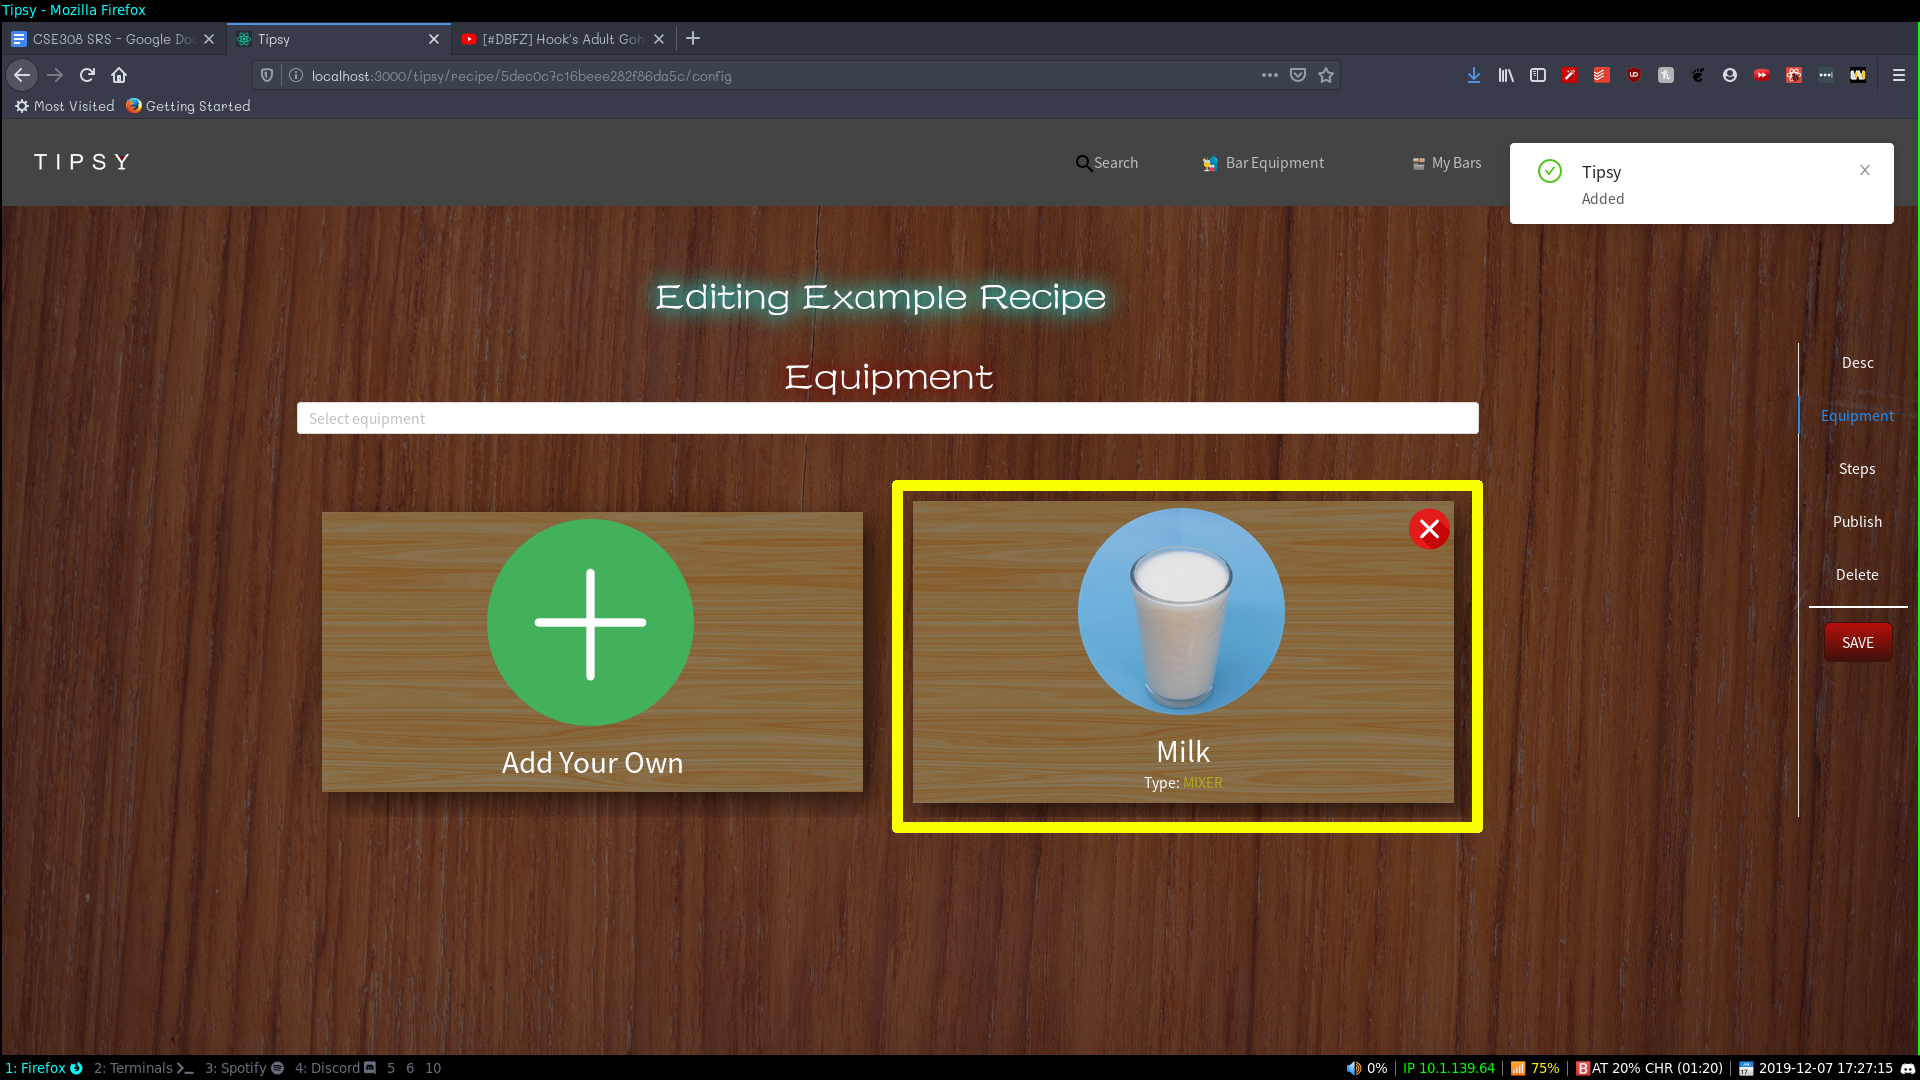 Tipsy - Mozilla Firefox
CSE308 SRS - Google Doc
Tipsy
[#DBFZ] Hook's Adult Goh
localhost:3000/tipsy/recipe/5dec0c7c16beee282f86da5c/config
Most Visited
Getting Started
TIPSY
Search
Bar Equipment
My Bars
Tipsy
Added
Editing Example Recipe
Equipment
Select equipment
Desc
Equipment
Steps
Publish
Delete
SAVE
Add Your Own
Milk
Type: MIXER
1: Firefox 2: Terminals 3: Spotify 4: Discord 5 6 10
0% | IP 10.1.139.64 | 75% | BAT 20% CHR (01:20) | 2019-12-07 17:27:15